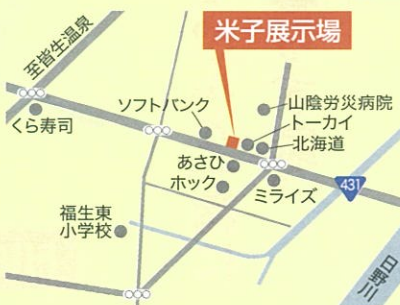 米子展示場
至皆生温泉
ソフトバンク
山陰労災病院
トーカイ
北海道
くら寿司
あさひ
ホック
ミライズ
431
福生東
小学校
日野川